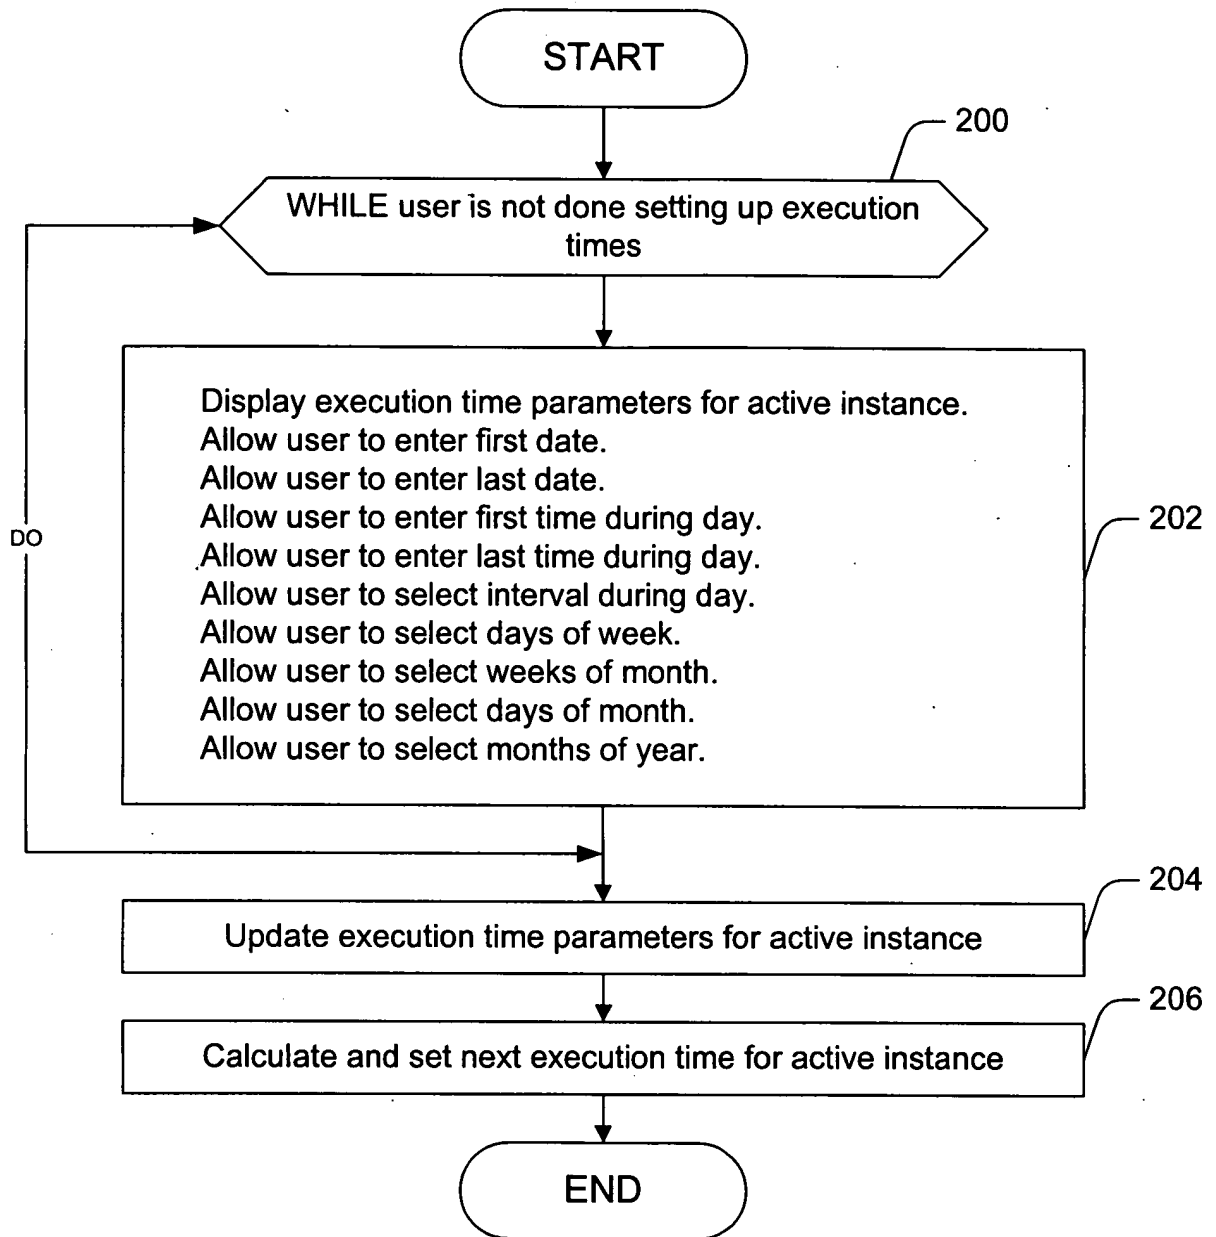 START
200
WHILE user is not done setting up execution
times
Display execution time parameters for active instance.
Allow user to enter first date.
Allow user to enter last date.
Allow user to enter first time during day.
202
DO
Allow user to enter last time during day.
Allow user to select interval during day.
Allow user to select days of week.
Allow user to select weeks of month.
Allow user to select days of month.
Allow user to select months of year.
204
Update execution time parameters for active instance
206
Calculate and set next execution time for active instance
END